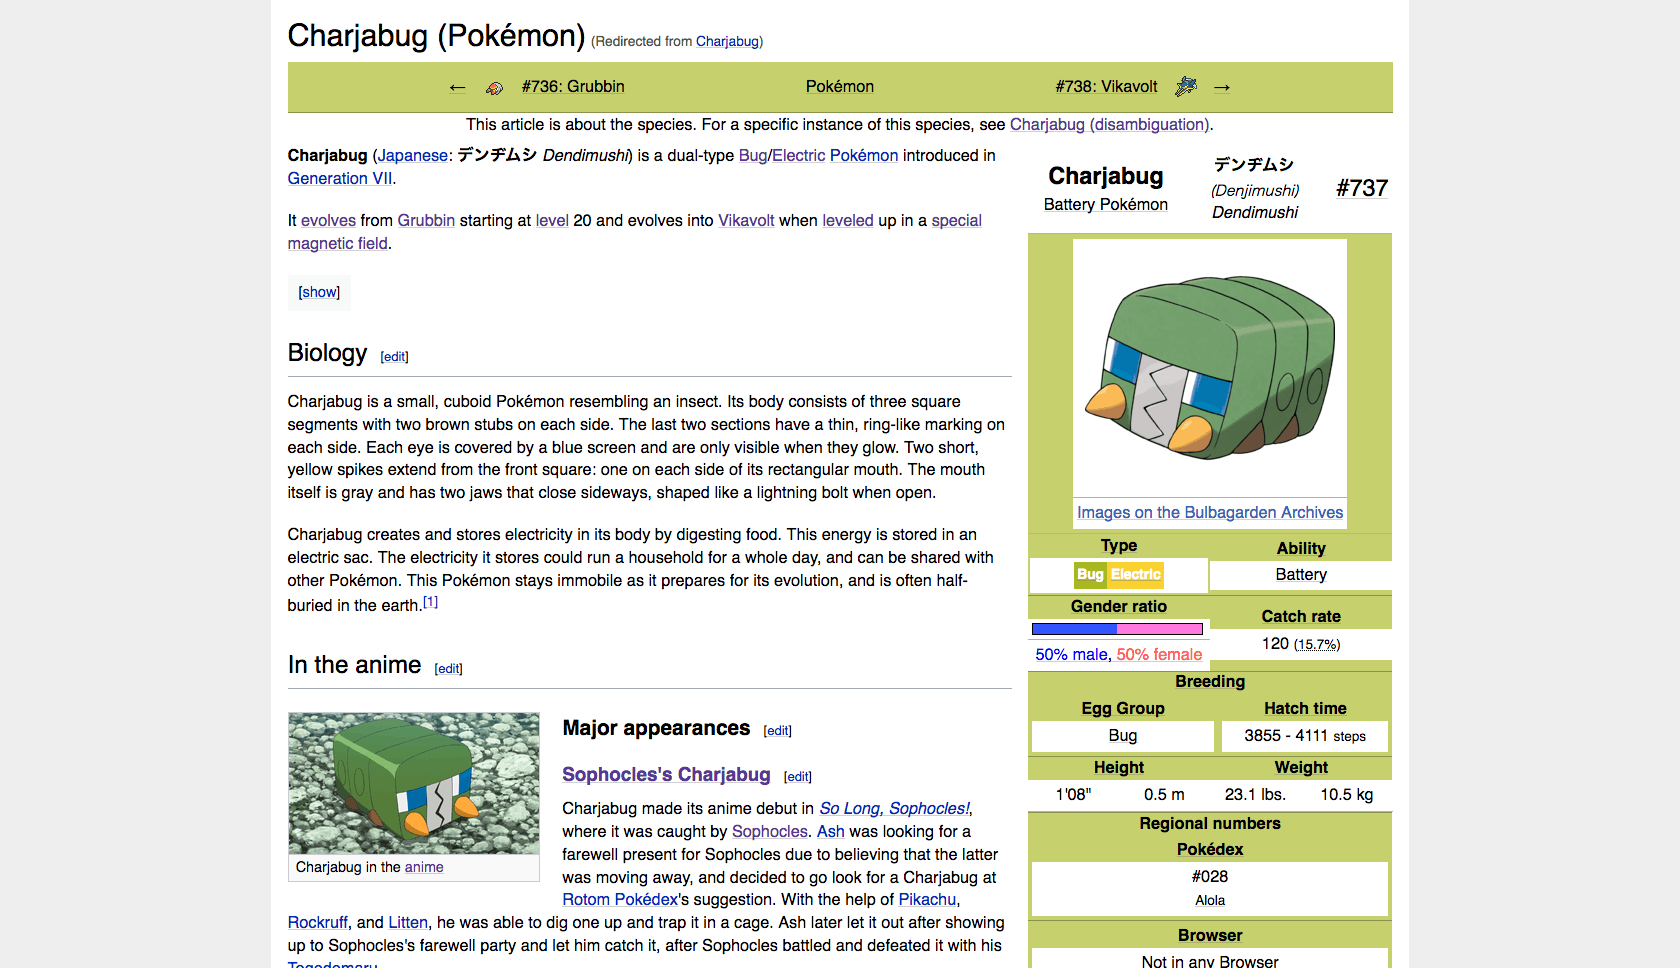 Charjabug (Pokémon) (Redirected from Charjabug)
← #736: Grubbin Pokémon #738: Vikavolt →
This article is about the species. For a specific instance of this species, see Charjabug (disambiguation).
Charjabug (Japanese: デンヂムシ Dendimushi) is a dual-type Bug/Electric Pokémon introduced in
Generation VII.
It evolves from Grubbin starting at level 20 and evolves into Vikavolt when leveled up in a special
magnetic field.
[show]
Biology [edit]
Charjabug is a small, cuboid Pokémon resembling an insect. Its body consists of three square
segments with two brown stubs on each side. The last two sections have a thin, ring-like marking on
each side. Each eye is covered by a blue screen and are only visible when they glow. Two short,
yellow spikes extend from the front square: one on each side of its rectangular mouth. The mouth
itself is gray and has two jaws that close sideways, shaped like a lightning bolt when open.
Charjabug creates and stores electricity in its body by digesting food. This energy is stored in an
electric sac. The electricity it stores could run a household for a whole day, and can be shared with
other Pokémon. This Pokémon stays immobile as it prepares for its evolution, and is often half-
buried in the earth.[1]
In the anime [edit]
Charjabug in the anime
Major appearances [edit]
Sophocles's Charjabug [edit]
Charjabug made its anime debut in So Long, Sophocles!,
where it was caught by Sophocles. Ash was looking for a
farewell present for Sophocles due to believing that the latter
was moving away, and decided to go look for a Charjabug at
Rotom Pokédex's suggestion. With the help of Pikachu,
Rockruff, and Litten, he was able to dig one up and trap it in a cage. Ash later let it out after showing
up to Sophocles's farewell party and let him catch it, after Sophocles battled and defeated it with his
Togedemaru
Charjabug
Battery Pokémon
デンヂムシ
(Denjimushi)
Dendimushi
#737
Images on the Bulbagarden Archives
Type Ability
Bug Electric Battery
Gender ratio Catch rate
50% male, 50% female 120 (15.7%)
Breeding
Egg Group Hatch time
Bug 3855 - 4111 steps
Height Weight
1'08" 0.5 m 23.1 lbs. 10.5 kg
Regional numbers
Pokédex
#028
Alola
Browser
Not in any Browser